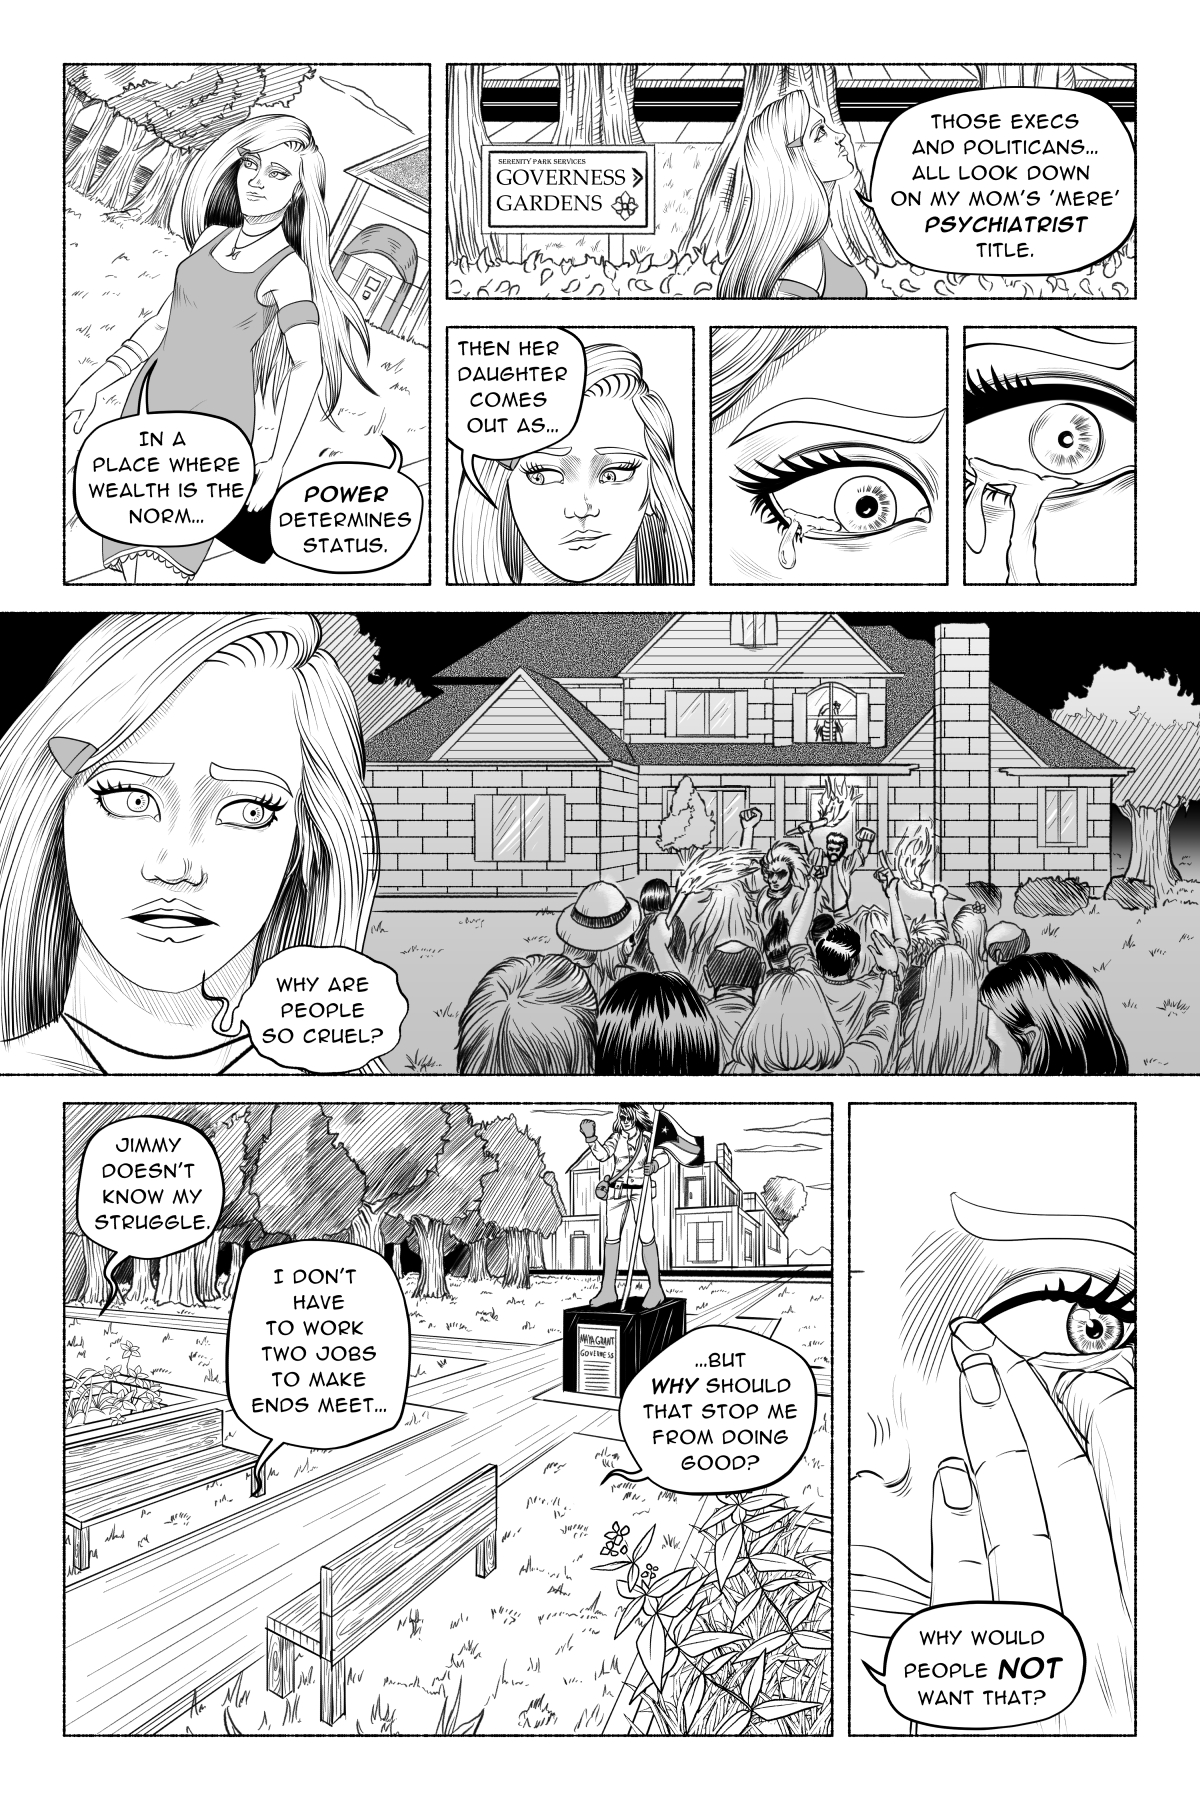 IN A
PLACE WHERE
WEALTH IS THE
NORM...
POWER
DETERMINES
STATUS.
SERENITY PARK SERVICES
GOVERNESS
GARDENS
THOSE EXECS
AND POLITICANS...
ALL LOOK DOWN
ON MY MOM'S 'MERE'
PSYCHIATRIST
TITLE.
THEN HER
DAUGHTER
COMES
OUT AS...
WHY ARE
PEOPLE
SO CRUEL?
JIMMY
DOESN'T
KNOW MY
STRUGGLE.
I DON'T
HAVE
TO WORK
TWO JOBS
TO MAKE
ENDS MEET...
MAYA GRANT
GOVERNESS
...BUT
WHY SHOULD
THAT STOP ME
FROM DOING
GOOD?
WHY WOULD
PEOPLE NOT
WANT THAT?